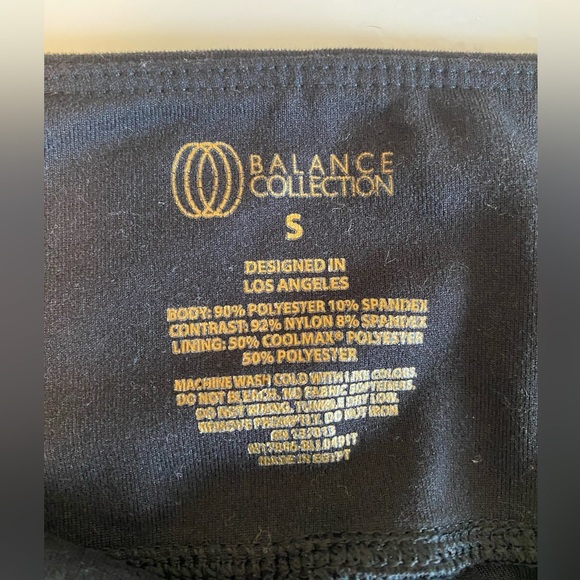 BALANCE
COLLECTION
S
DESIGNED IN
LOS ANGELES
BODY: 90% POLYESTER 10% SPANDEX
CONTRAST: 92% NYLON 8% SPANDEX
LINING: 50% COOLMAX® POLYESTER
50% POLYESTER
MACHINE WASH COLD WITH LIKE COLORS.
DO NOT BLEACH. NO FABRIC SOFTENERS.
DO NOT WRING. TUMBLE DRY LOW.
REMOVE PROMPTLY. DO NOT IRON
137013
MADE IN EGYPT